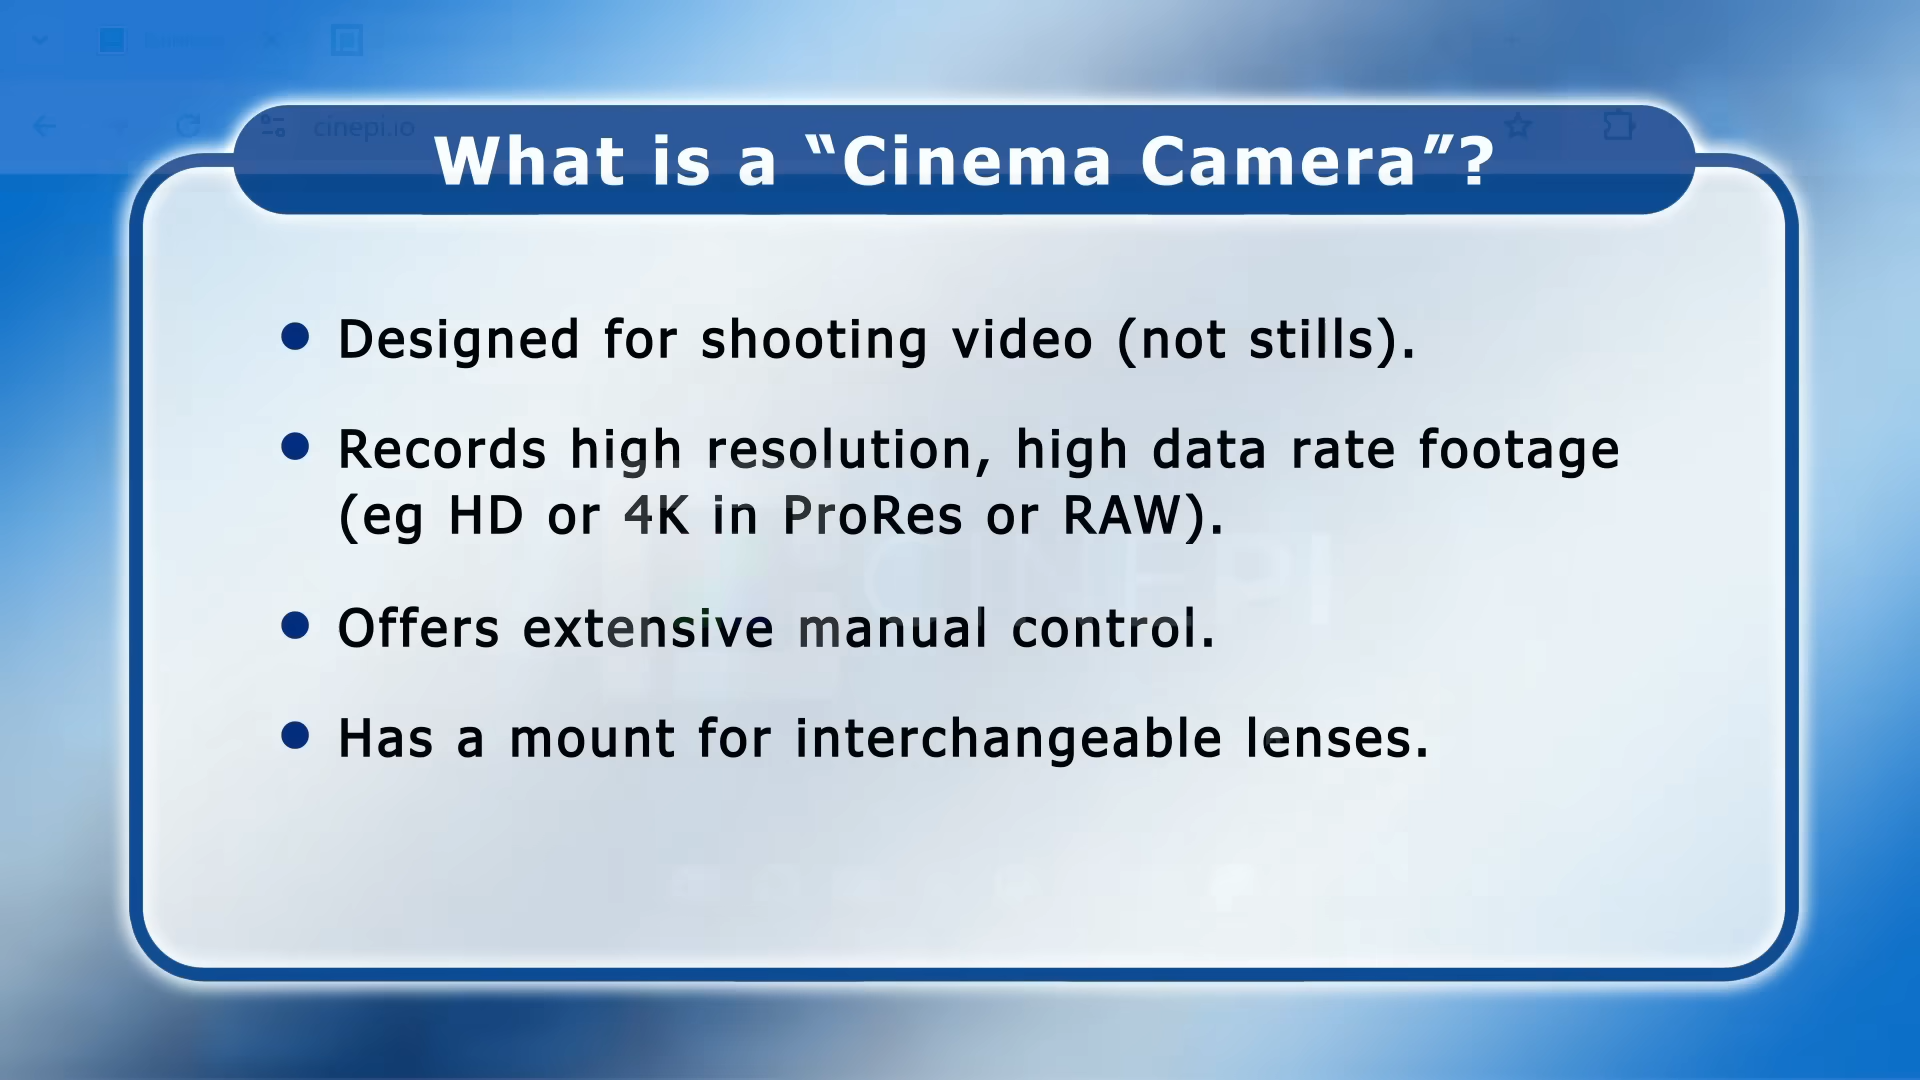 cinepi.io
What is a “Cinema Camera”?
Designed for shooting video (not stills).
Records high resolution, high data rate footage
(eg HD or 4K in ProRes or RAW).
CINEPI
Offers extensive manual control.
Has a mount for interchangeable lenses.